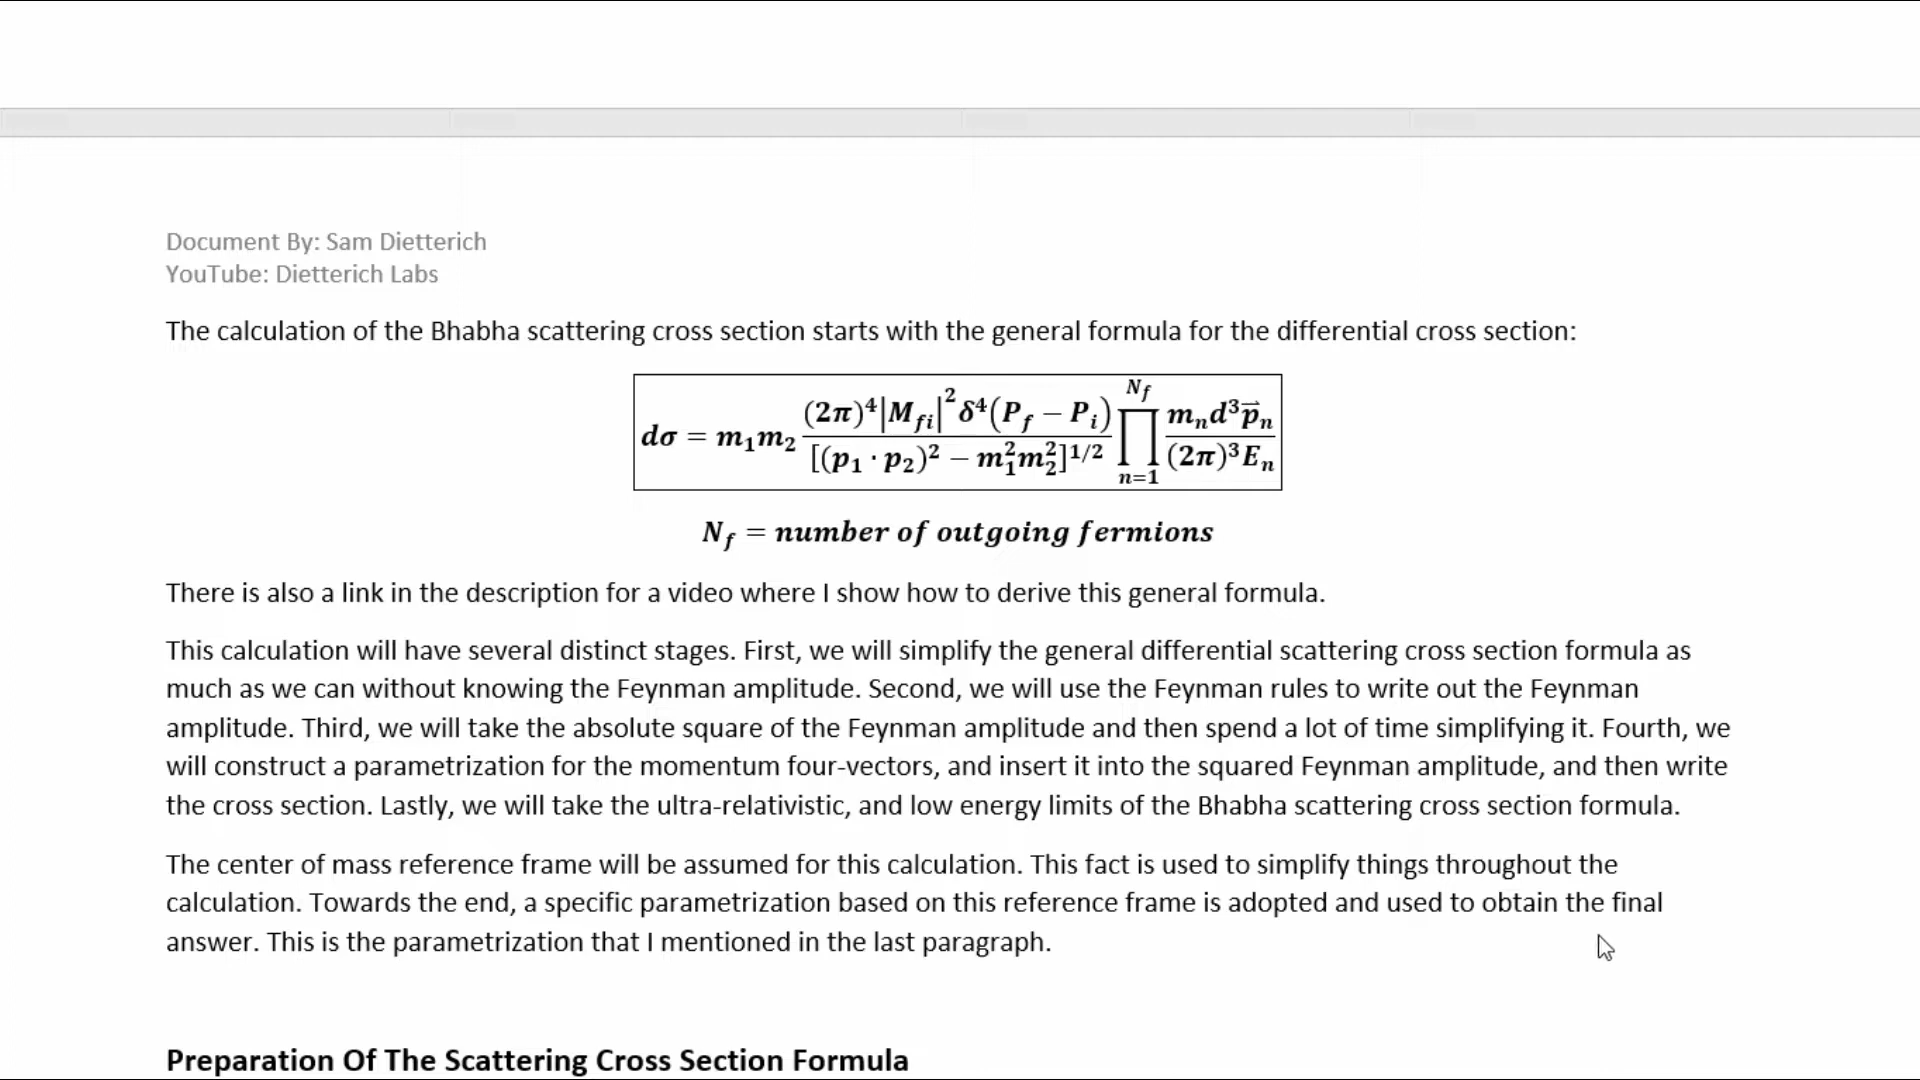 Document By: Sam Dietterich
YouTube: Dietterich Labs
The calculation of the Bhabha scattering cross section starts with the general formula for the differential cross section:
dσ = m₁m₂ (2π)⁴|M_fi|² δ⁴(P_f − P_i) / [(p₁ · p₂)² − m₁²m₂²]^{1/2} ∏_{n=1}^{N_f} m_n d³p⃗_n / (2π)³E_n
N_f = number of outgoing fermions
There is also a link in the description for a video where I show how to derive this general formula.
This calculation will have several distinct stages. First, we will simplify the general differential scattering cross section formula as
much as we can without knowing the Feynman amplitude. Second, we will use the Feynman rules to write out the Feynman
amplitude. Third, we will take the absolute square of the Feynman amplitude and then spend a lot of time simplifying it. Fourth, we
will construct a parametrization for the momentum four-vectors, and insert it into the squared Feynman amplitude, and then write
the cross section. Lastly, we will take the ultra-relativistic, and low energy limits of the Bhabha scattering cross section formula.
The center of mass reference frame will be assumed for this calculation. This fact is used to simplify things throughout the
calculation. Towards the end, a specific parametrization based on this reference frame is adopted and used to obtain the final
answer. This is the parametrization that I mentioned in the last paragraph.
Preparation Of The Scattering Cross Section Formula